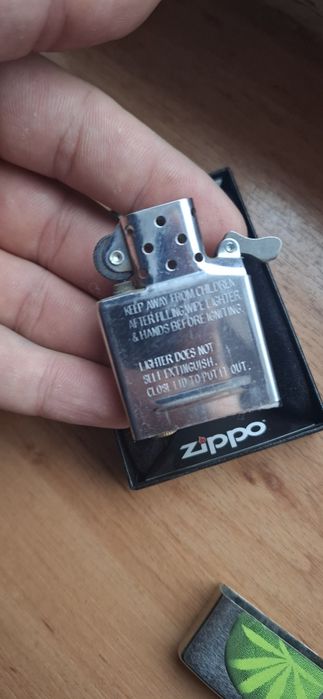 KEEP AWAY FROM CHILDREN
AFTER FILLING WIPE LIGHTER
& HANDS BEFORE IGNITING.
LIGHTER DOES NOT
SELF EXTINGUISH.
CLOSE LID TO PUT IT OUT.
zippo